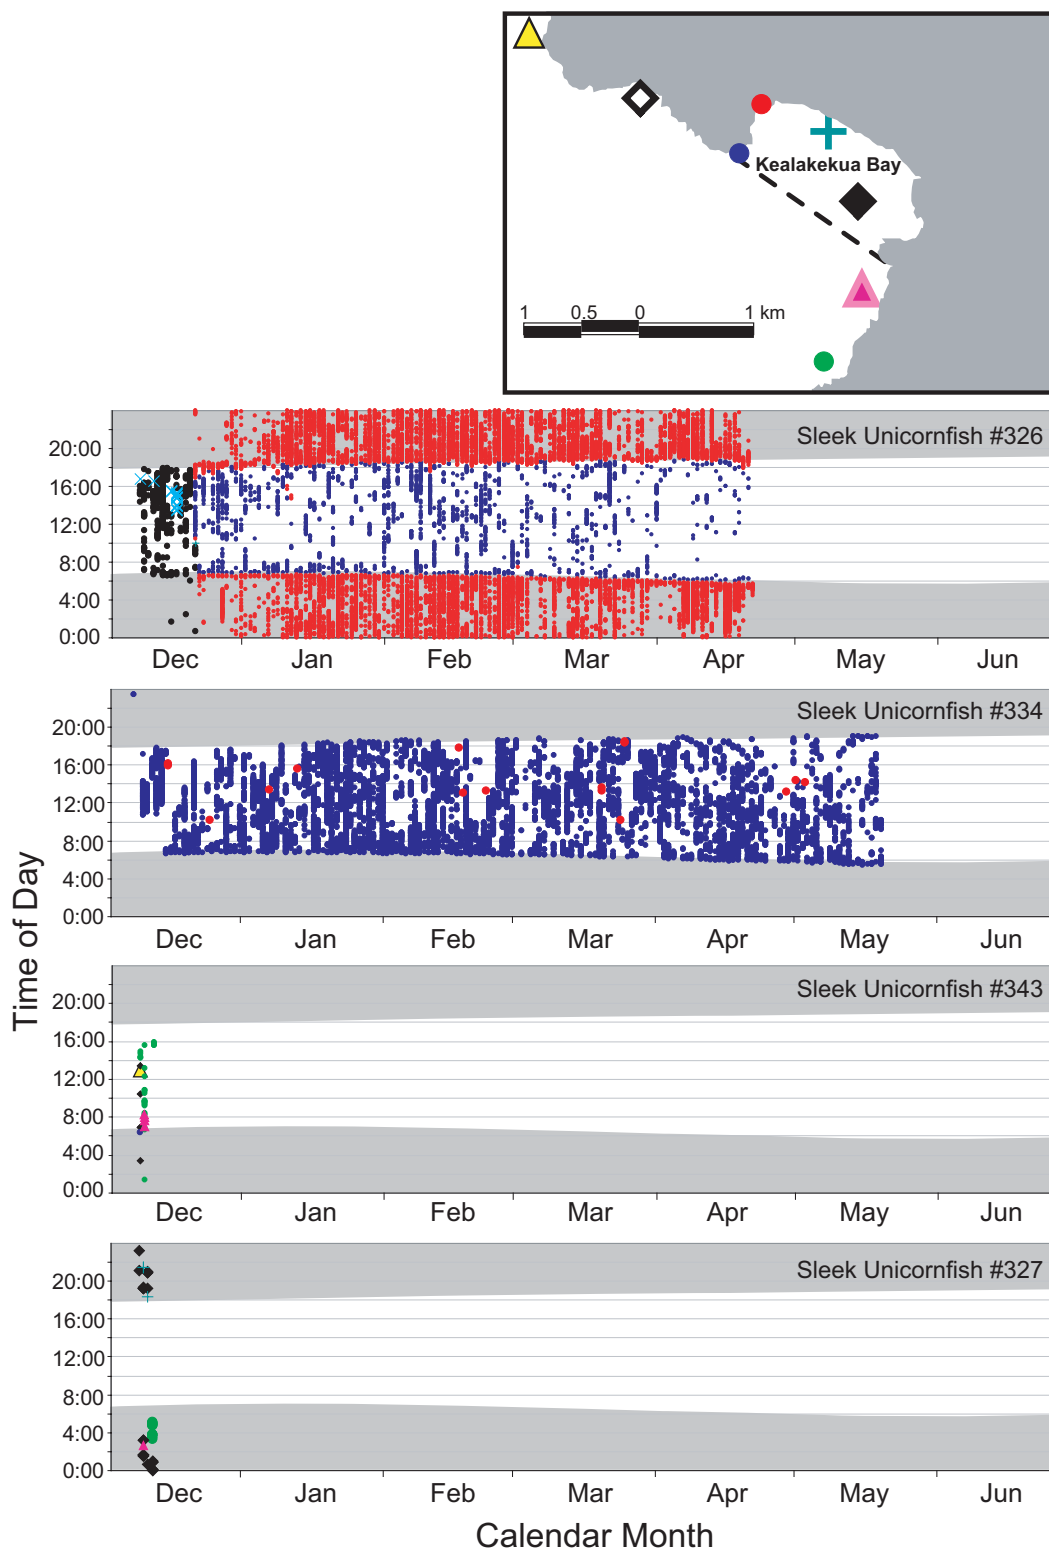 Kealakekua Bay
1 0.5 0 1 km
Time of Day
Sleek Unicornfish #326
20:00
16:00
12:00
8:00
4:00
0:00
Dec Jan Feb Mar Apr May Jun
Sleek Unicornfish #334
20:00
16:00
12:00
8:00
4:00
0:00
Dec Jan Feb Mar Apr May Jun
Sleek Unicornfish #343
20:00
16:00
12:00
8:00
4:00
0:00
Dec Jan Feb Mar Apr May Jun
Sleek Unicornfish #327
20:00
16:00
12:00
8:00
4:00
0:00
Dec Jan Feb Mar Apr May Jun
Calendar Month